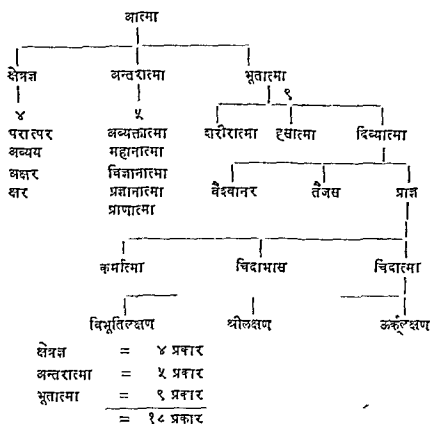 आत्मा
क्षेत्रज्ञ अन्तरात्मा भूतात्मा
४ ५ ९
परात्पर अव्यक्तात्मा शरीरात्मा हंसात्मा दिव्यात्मा
अव्यय महानात्मा
अक्षर विज्ञानात्मा वैश्वानर तैजस प्राज्ञ
क्षर प्रज्ञानात्मा
प्राणात्मा
कर्मात्मा चिदाभास चिदात्मा
विभूतिलक्षण श्रीलक्षण ऊर्क्लक्षण
क्षेत्रज्ञ = ४ प्रकार
अन्तरात्मा = ५ प्रकार
भूतात्मा = ९ प्रकार
= १८ प्रकार